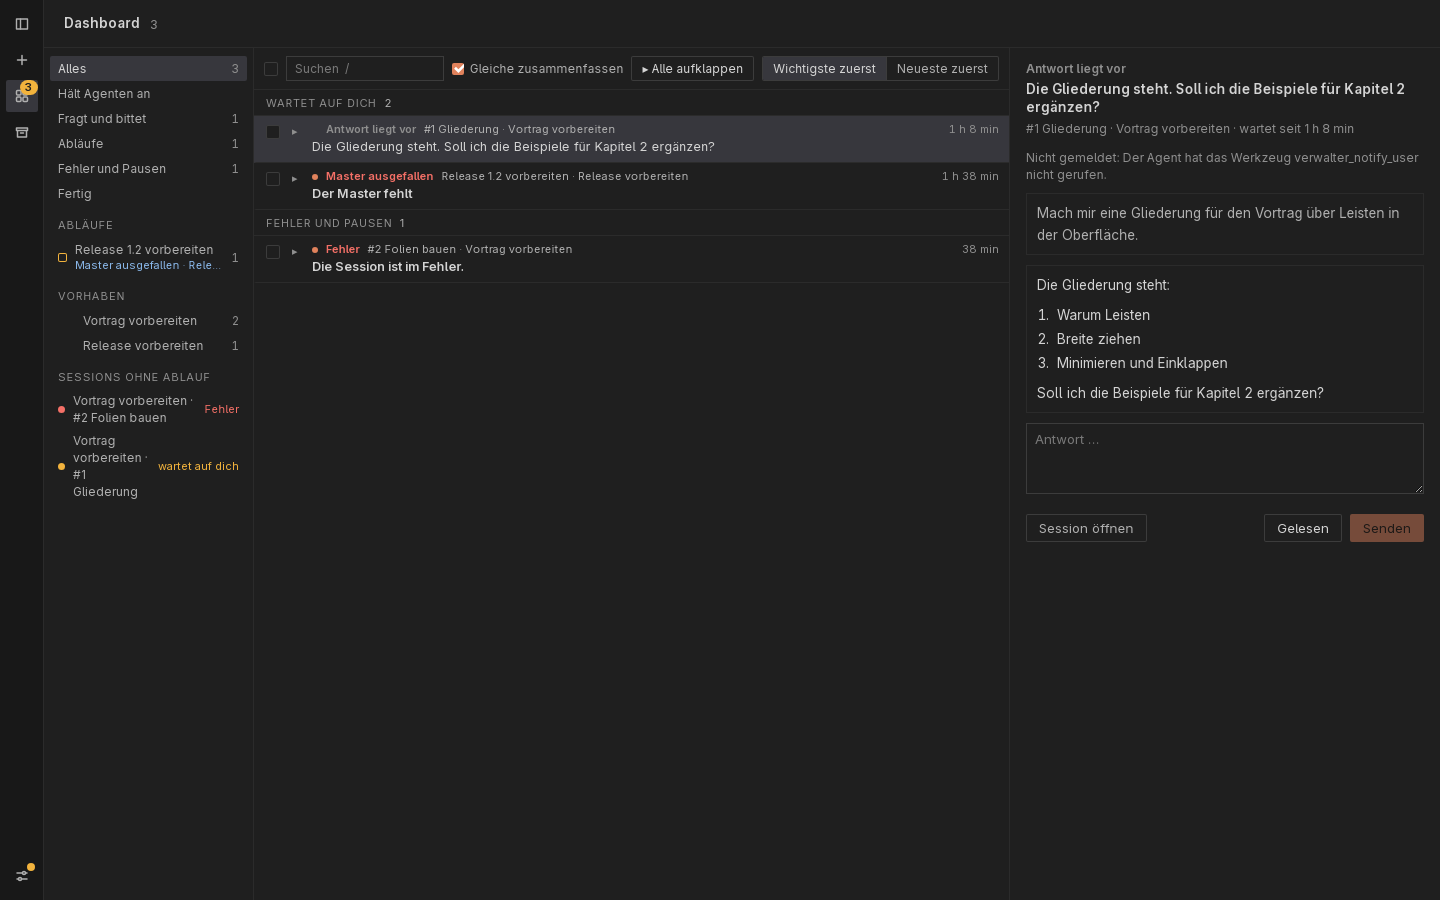 Dashboard 3
3
Alles 3
Hält Agenten an
Fragt und bittet 1
Abläufe 1
Fehler und Pausen 1
Fertig
ABLÄUFE
Release 1.2 vorbereiten 1
Master ausgefallen · Rele…
VORHABEN
Vortrag vorbereiten 2
Release vorbereiten 1
SESSIONS OHNE ABLAUF
Vortrag vorbereiten ·
#2 Folien bauen
Fehler
Vortrag
vorbereiten ·
#1
Gliederung
wartet auf dich
Suchen / Gleiche zusammenfassen ▸ Alle aufklappen Wichtigste zuerst Neueste zuerst
WARTET AUF DICH 2
Antwort liegt vor #1 Gliederung · Vortrag vorbereiten 1 h 8 min
Die Gliederung steht. Soll ich die Beispiele für Kapitel 2 ergänzen?
Master ausgefallen Release 1.2 vorbereiten · Release vorbereiten 1 h 38 min
Der Master fehlt
FEHLER UND PAUSEN 1
Fehler #2 Folien bauen · Vortrag vorbereiten 38 min
Die Session ist im Fehler.
Antwort liegt vor
Die Gliederung steht. Soll ich die Beispiele für Kapitel 2
ergänzen?
#1 Gliederung · Vortrag vorbereiten · wartet seit 1 h 8 min
Nicht gemeldet: Der Agent hat das Werkzeug verwalter_notify_user
nicht gerufen.
Mach mir eine Gliederung für den Vortrag über Leisten in
der Oberfläche.
Die Gliederung steht:
1. Warum Leisten
2. Breite ziehen
3. Minimieren und Einklappen
Soll ich die Beispiele für Kapitel 2 ergänzen?
Antwort …
Session öffnen Gelesen Senden